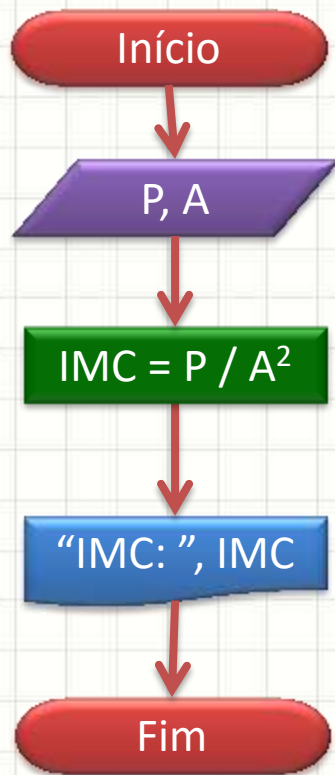 Início
P, A
IMC = P / A²
“IMC: ”, IMC
Fim